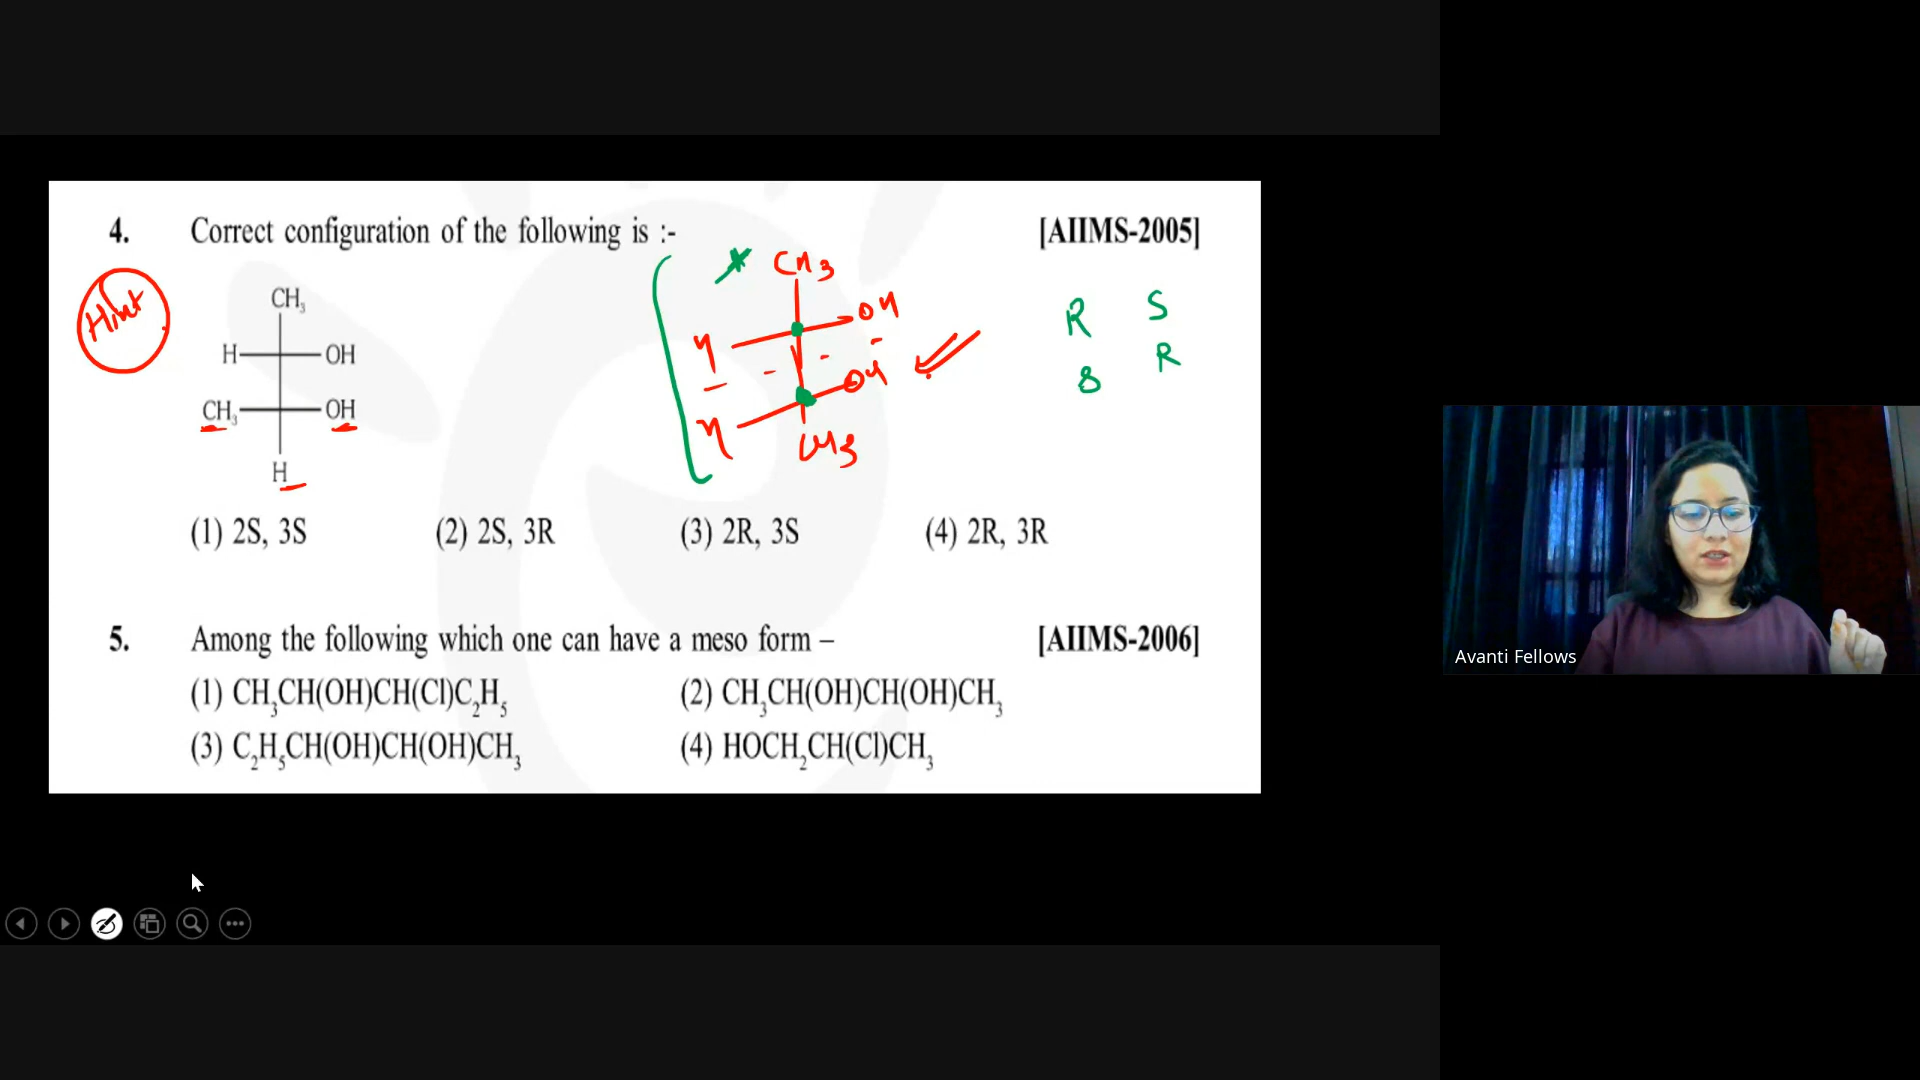 4. Correct configuration of the following is :- [AIIMS-2005]
Hint
CH₃
H OH
CH₃ OH
H
CH3
H OH
H OH
CH3
R S
S R
(1) 2S, 3S (2) 2S, 3R (3) 2R, 3S (4) 2R, 3R
5. Among the following which one can have a meso form – [AIIMS-2006]
(1) CH₃CH(OH)CH(Cl)C₂H₅ (2) CH₃CH(OH)CH(OH)CH₃
(3) C₂H₅CH(OH)CH(OH)CH₃ (4) HOCH₂CH(Cl)CH₃
Avanti Fellows